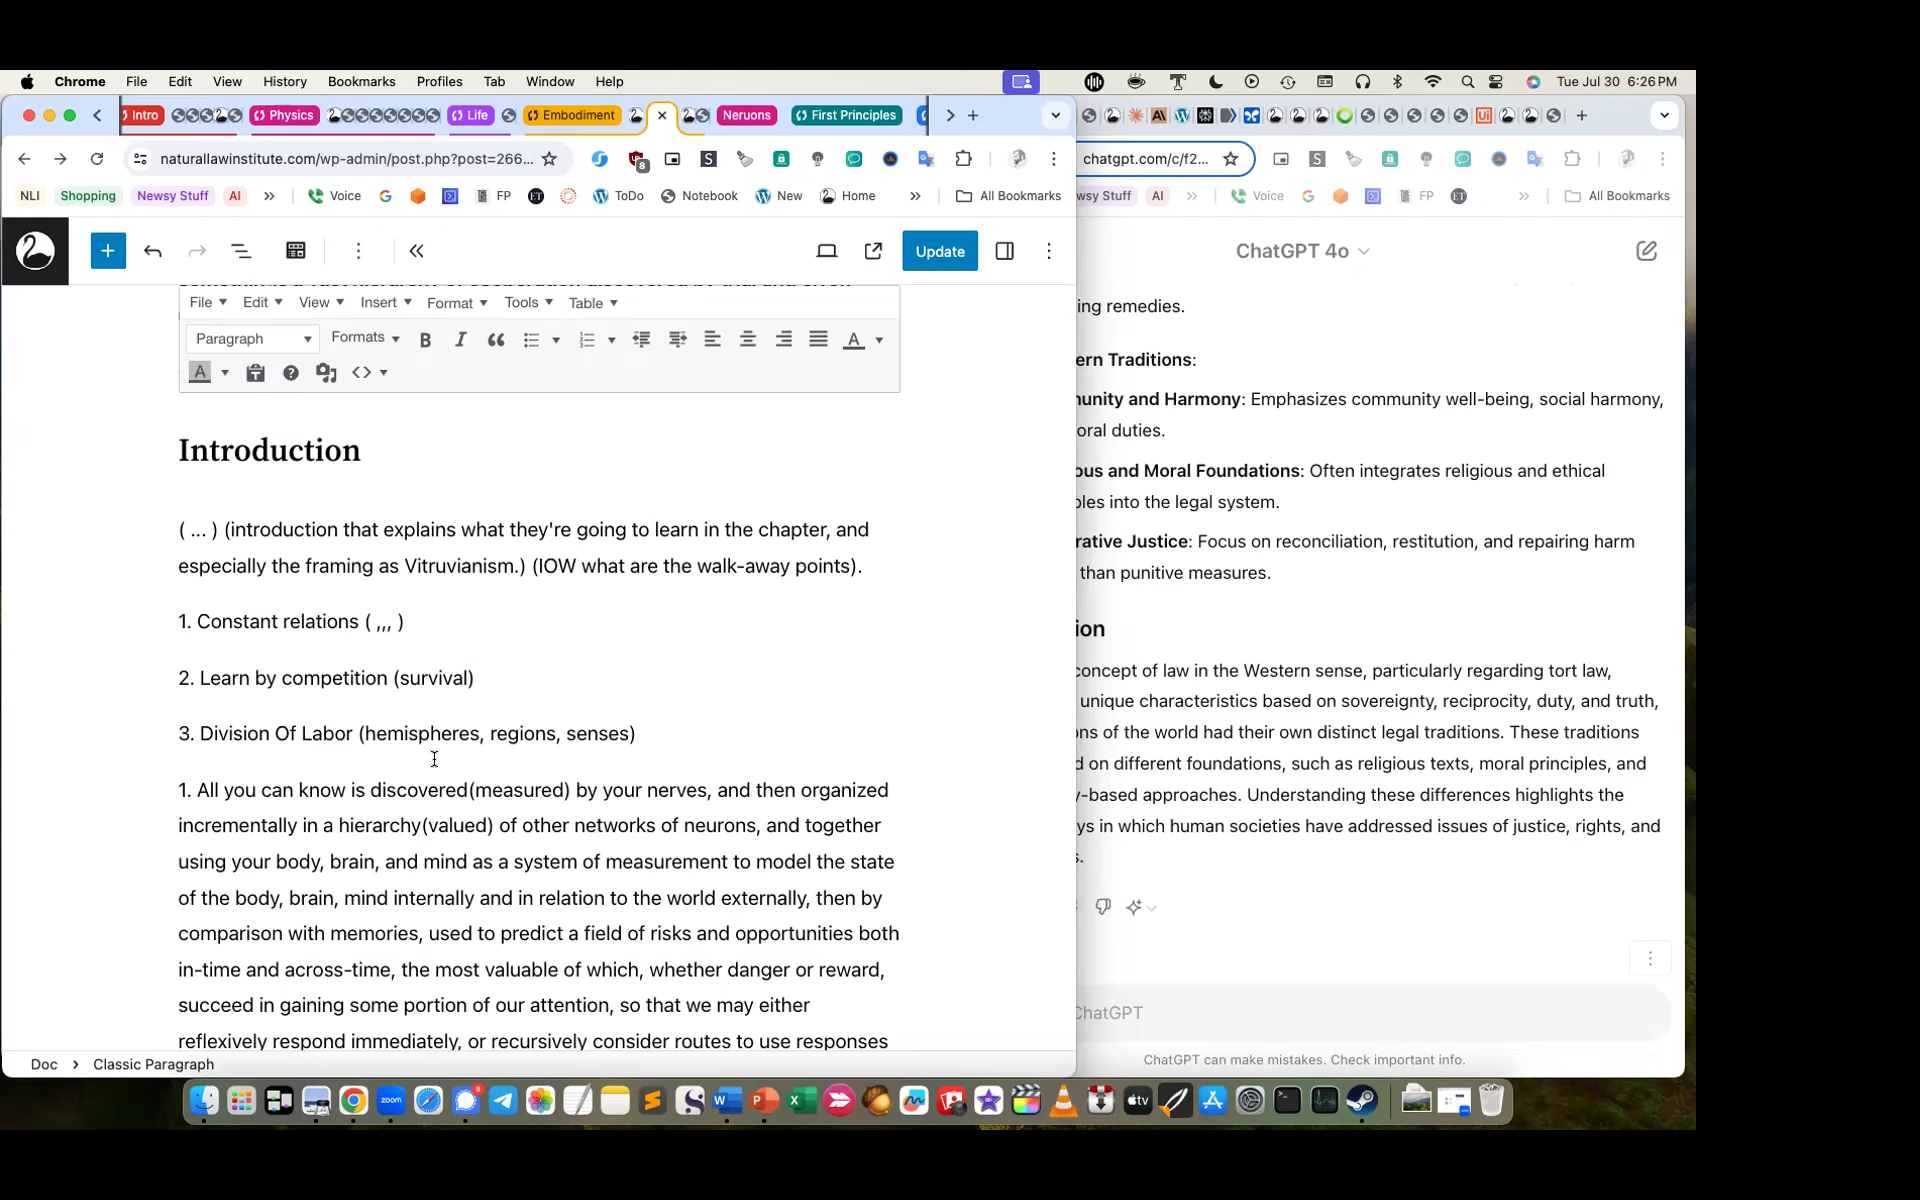 Chrome File Edit View History Bookmarks Profiles Tab Window Help Tue Jul 30 6:26 PM
Intro Physics Life Embodiment Neruons First Principles
naturallawinstitute.com/wp-admin/post.php?post=266...
NLI Shopping Newsy Stuff AI » Voice FP ToDo Notebook New Home » All Bookmarks
Update
File Edit View Insert Format Tools Table
Paragraph Formats B I
Introduction
( ... ) (introduction that explains what they're going to learn in the chapter, and
especially the framing as Vitruvianism.) (IOW what are the walk-away points).
1. Constant relations ( ,,, )
2. Learn by competition (survival)
3. Division Of Labor (hemispheres, regions, senses)
1. All you can know is discovered(measured) by your nerves, and then organized
incrementally in a hierarchy(valued) of other networks of neurons, and together
using your body, brain, and mind as a system of measurement to model the state
of the body, brain, mind internally and in relation to the world externally, then by
comparison with memories, used to predict a field of risks and opportunities both
in-time and across-time, the most valuable of which, whether danger or reward,
succeed in gaining some portion of our attention, so that we may either
reflexively respond immediately, or recursively consider routes to use responses
Doc > Classic Paragraph
chatgpt.com/c/f2...
wsy Stuff AI » Voice FP » All Bookmarks
ChatGPT 4o
ing remedies.
ern Traditions:
unity and Harmony: Emphasizes community well-being, social harmony,
oral duties.
ous and Moral Foundations: Often integrates religious and ethical
ples into the legal system.
rative Justice: Focus on reconciliation, restitution, and repairing harm
than punitive measures.
ion
concept of law in the Western sense, particularly regarding tort law,
unique characteristics based on sovereignty, reciprocity, duty, and truth,
ns of the world had their own distinct legal traditions. These traditions
d on different foundations, such as religious texts, moral principles, and
y-based approaches. Understanding these differences highlights the
ys in which human societies have addressed issues of justice, rights, and
s.
ChatGPT
ChatGPT can make mistakes. Check important info.
zoom
tv